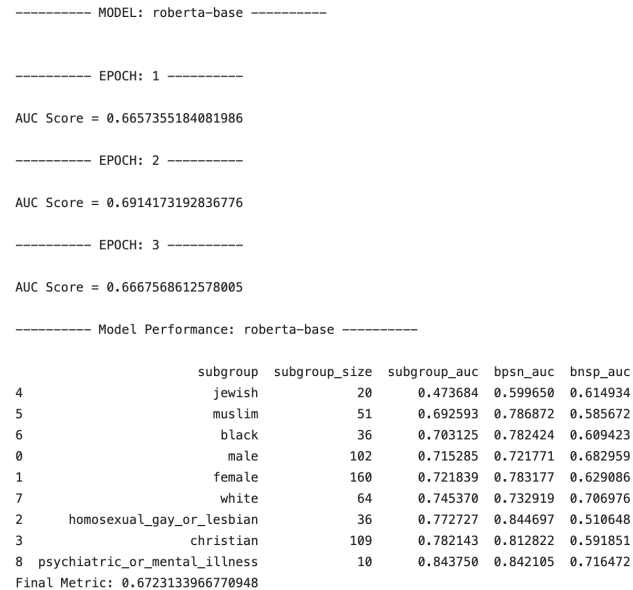 ---------- MODEL: roberta-base ----------
---------- EPOCH: 1 ----------
AUC Score = 0.6657355184081986
---------- EPOCH: 2 ----------
AUC Score = 0.6914173192836776
---------- EPOCH: 3 ----------
AUC Score = 0.6667568612578005
---------- Model Performance: roberta-base ----------
subgroup subgroup_size subgroup_auc bpsn_auc bnsp_auc
4 jewish 20 0.473684 0.599650 0.614934
5 muslim 51 0.692593 0.786872 0.585672
6 black 36 0.703125 0.782424 0.609423
0 male 102 0.715285 0.721771 0.682959
1 female 160 0.721839 0.783177 0.629086
7 white 64 0.745370 0.732919 0.706976
2 homosexual_gay_or_lesbian 36 0.772727 0.844697 0.510648
3 christian 109 0.782143 0.812822 0.591851
8 psychiatric_or_mental_illness 10 0.843750 0.842105 0.716472
Final Metric: 0.6723133966770948